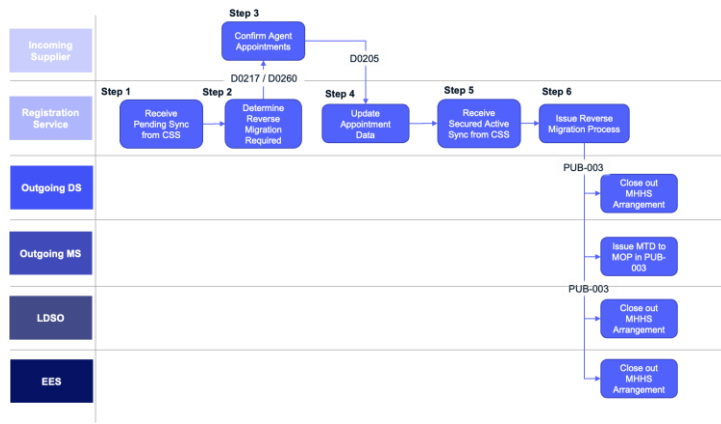 Step 3
Incoming
Supplier
Confirm Agent
Appointments
D0217 / D0260
D0205
Step 1
Step 2
Step 4
Step 5
Step 6
Registration
Service
Receive
Pending Sync
from CSS
Determine
Reverse
Migration
Required
Update
Appointment
Data
Receive
Secured Active
Sync from CSS
Issue Reverse
Migration Process
PUB-003
Outgoing DS
Close out
MHHS
Arrangement
Outgoing MS
Issue MTD to
MOP in PUB-
003
PUB-003
LDSO
Close out
MHHS
Arrangement
EES
Close out
MHHS
Arrangement